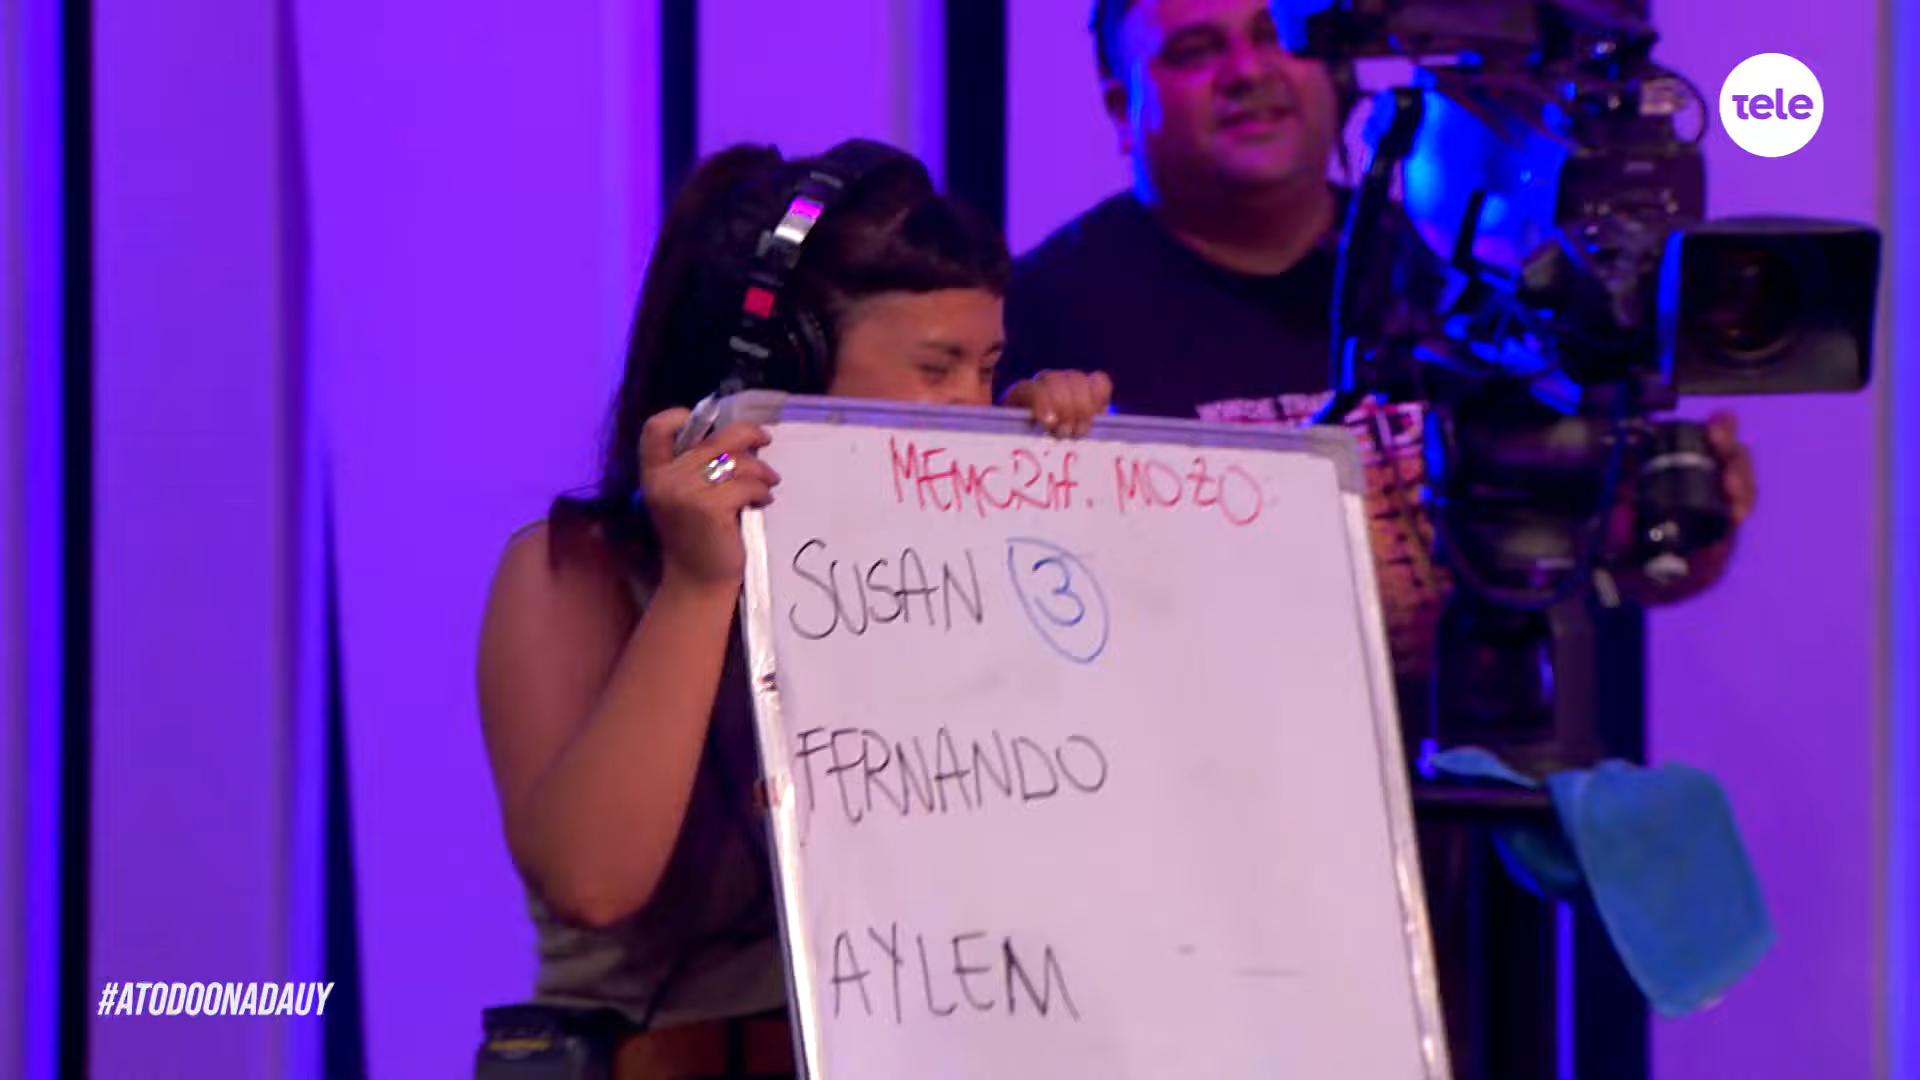 tele
MEMORIA. MOZO
SUSAN 3
FERNANDO
AYLEM
#ATODOONADAUY